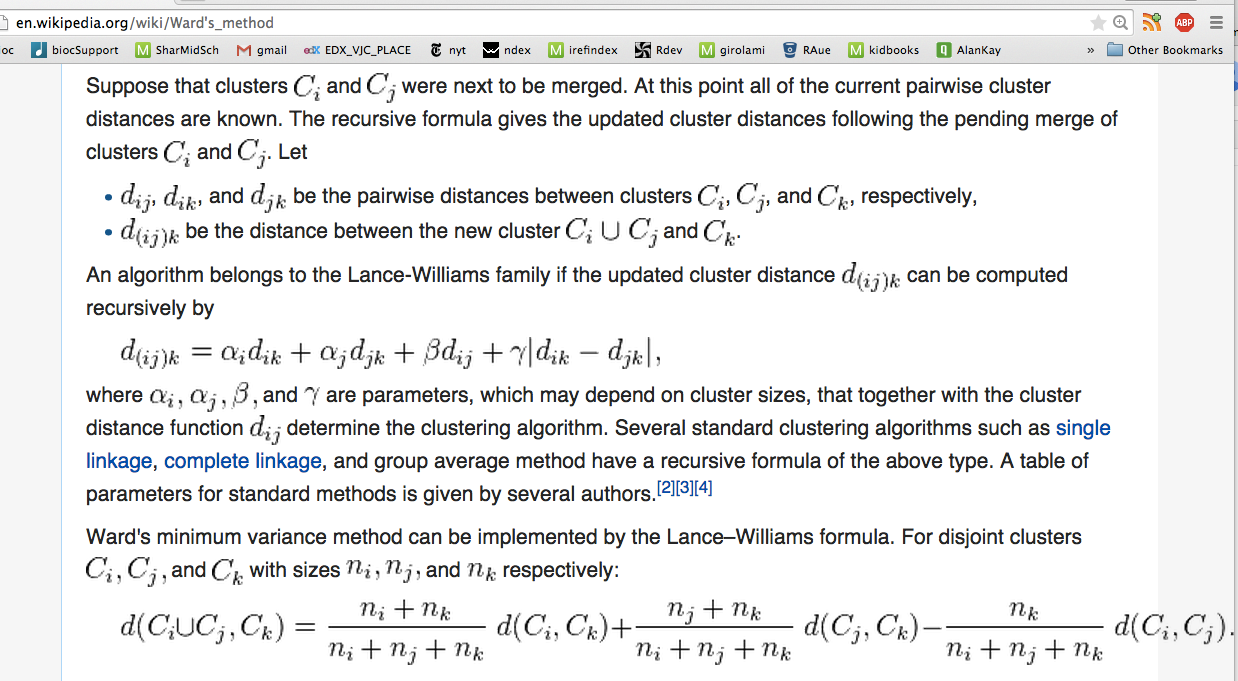 en.wikipedia.org/wiki/Ward's_method
ABP
oc biocSupport SharMidSch gmail EDX_VJC_PLACE nyt ndex irefindex Rdev girolami RAue kidbooks AlanKay » Other Bookmarks
Suppose that clusters C_i and C_j were next to be merged. At this point all of the current pairwise cluster
distances are known. The recursive formula gives the updated cluster distances following the pending merge of
clusters C_i and C_j. Let
• d_{ij}, d_{ik}, and d_{jk} be the pairwise distances between clusters C_i, C_j, and C_k, respectively,
• d_{(ij)k} be the distance between the new cluster C_i ∪ C_j and C_k.
An algorithm belongs to the Lance-Williams family if the updated cluster distance d_{(ij)k} can be computed
recursively by
d_{(ij)k} = α_i d_{ik} + α_j d_{jk} + β d_{ij} + γ|d_{ik} − d_{jk}|,
where α_i, α_j, β, and γ are parameters, which may depend on cluster sizes, that together with the cluster
distance function d_{ij} determine the clustering algorithm. Several standard clustering algorithms such as single
linkage, complete linkage, and group average method have a recursive formula of the above type. A table of
parameters for standard methods is given by several authors.[2][3][4]
Ward's minimum variance method can be implemented by the Lance–Williams formula. For disjoint clusters
C_i, C_j, and C_k with sizes n_i, n_j, and n_k respectively:
d(C_i∪C_j, C_k) = \frac{n_i + n_k}{n_i + n_j + n_k} d(C_i, C_k) + \frac{n_j + n_k}{n_i + n_j + n_k} d(C_j, C_k) − \frac{n_k}{n_i + n_j + n_k} d(C_i, C_j).